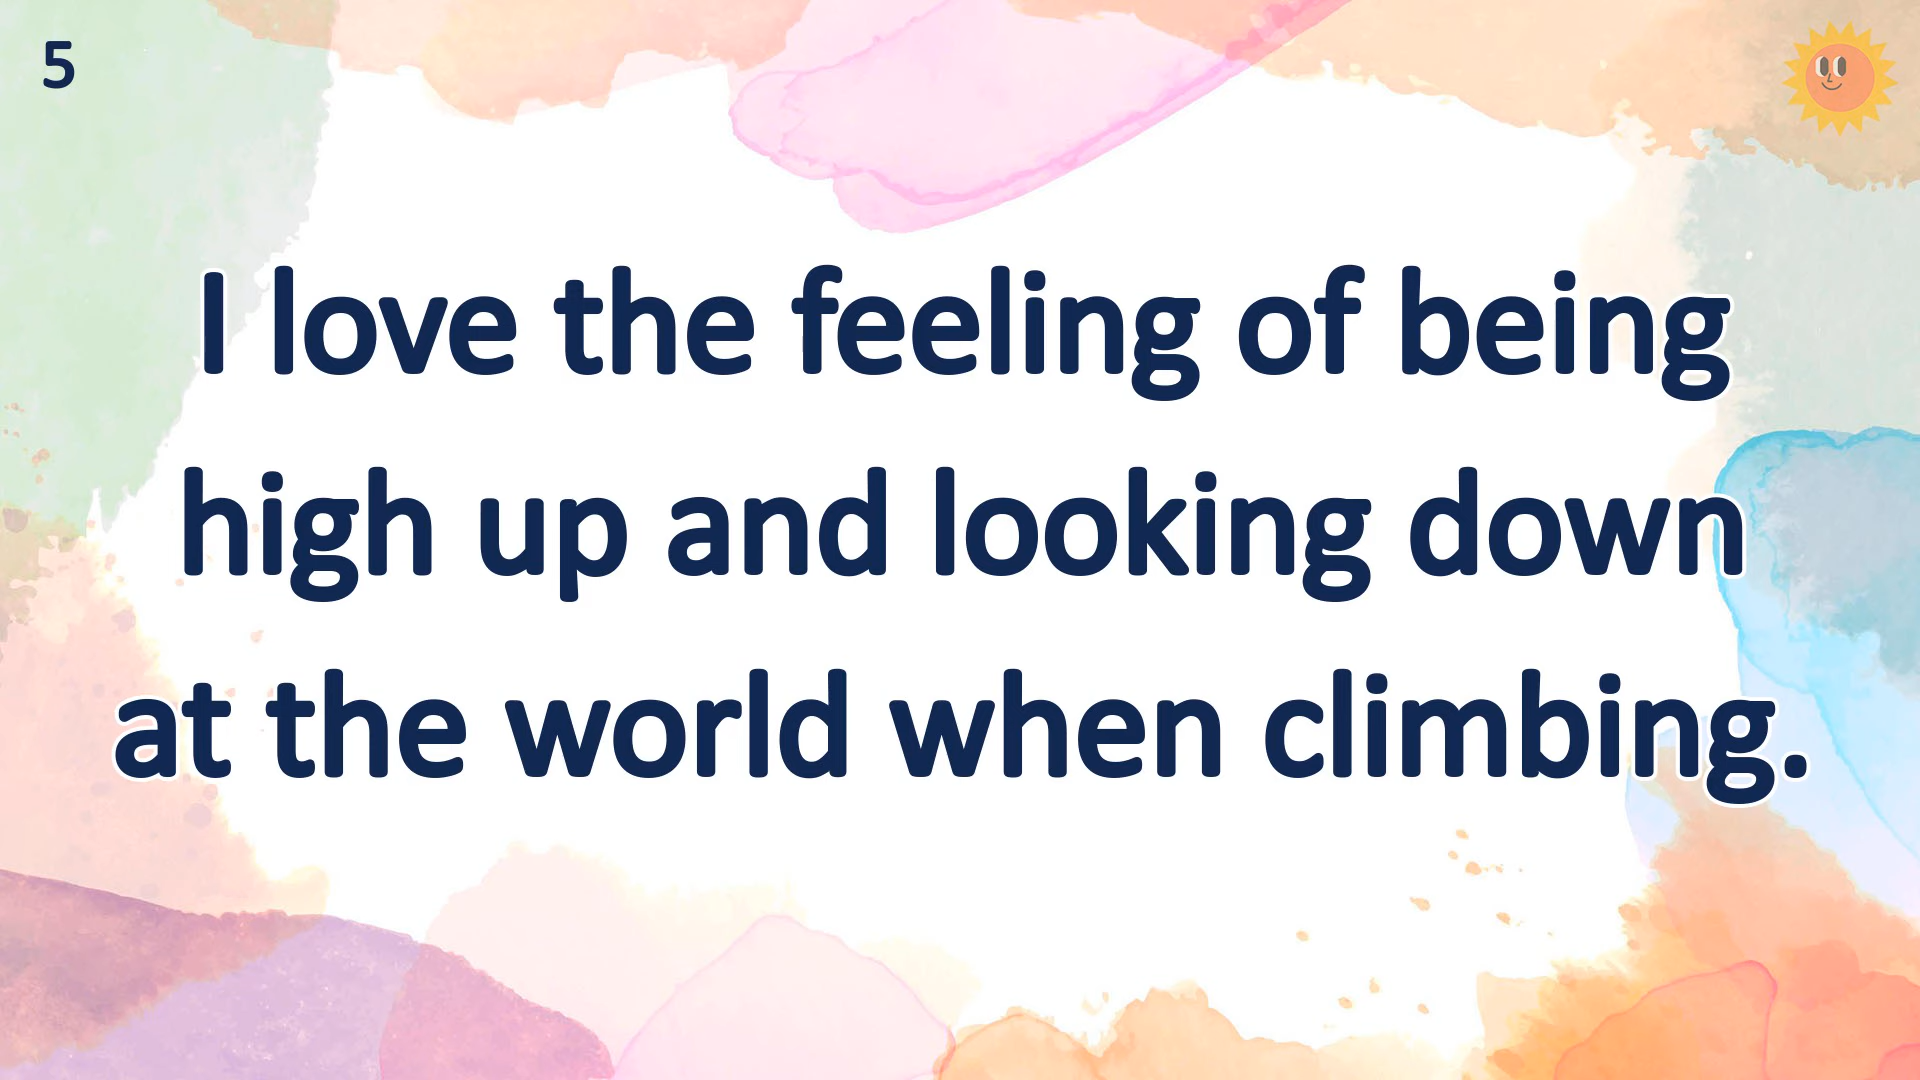 5
I love the feeling of being
high up and looking down
at the world when climbing.